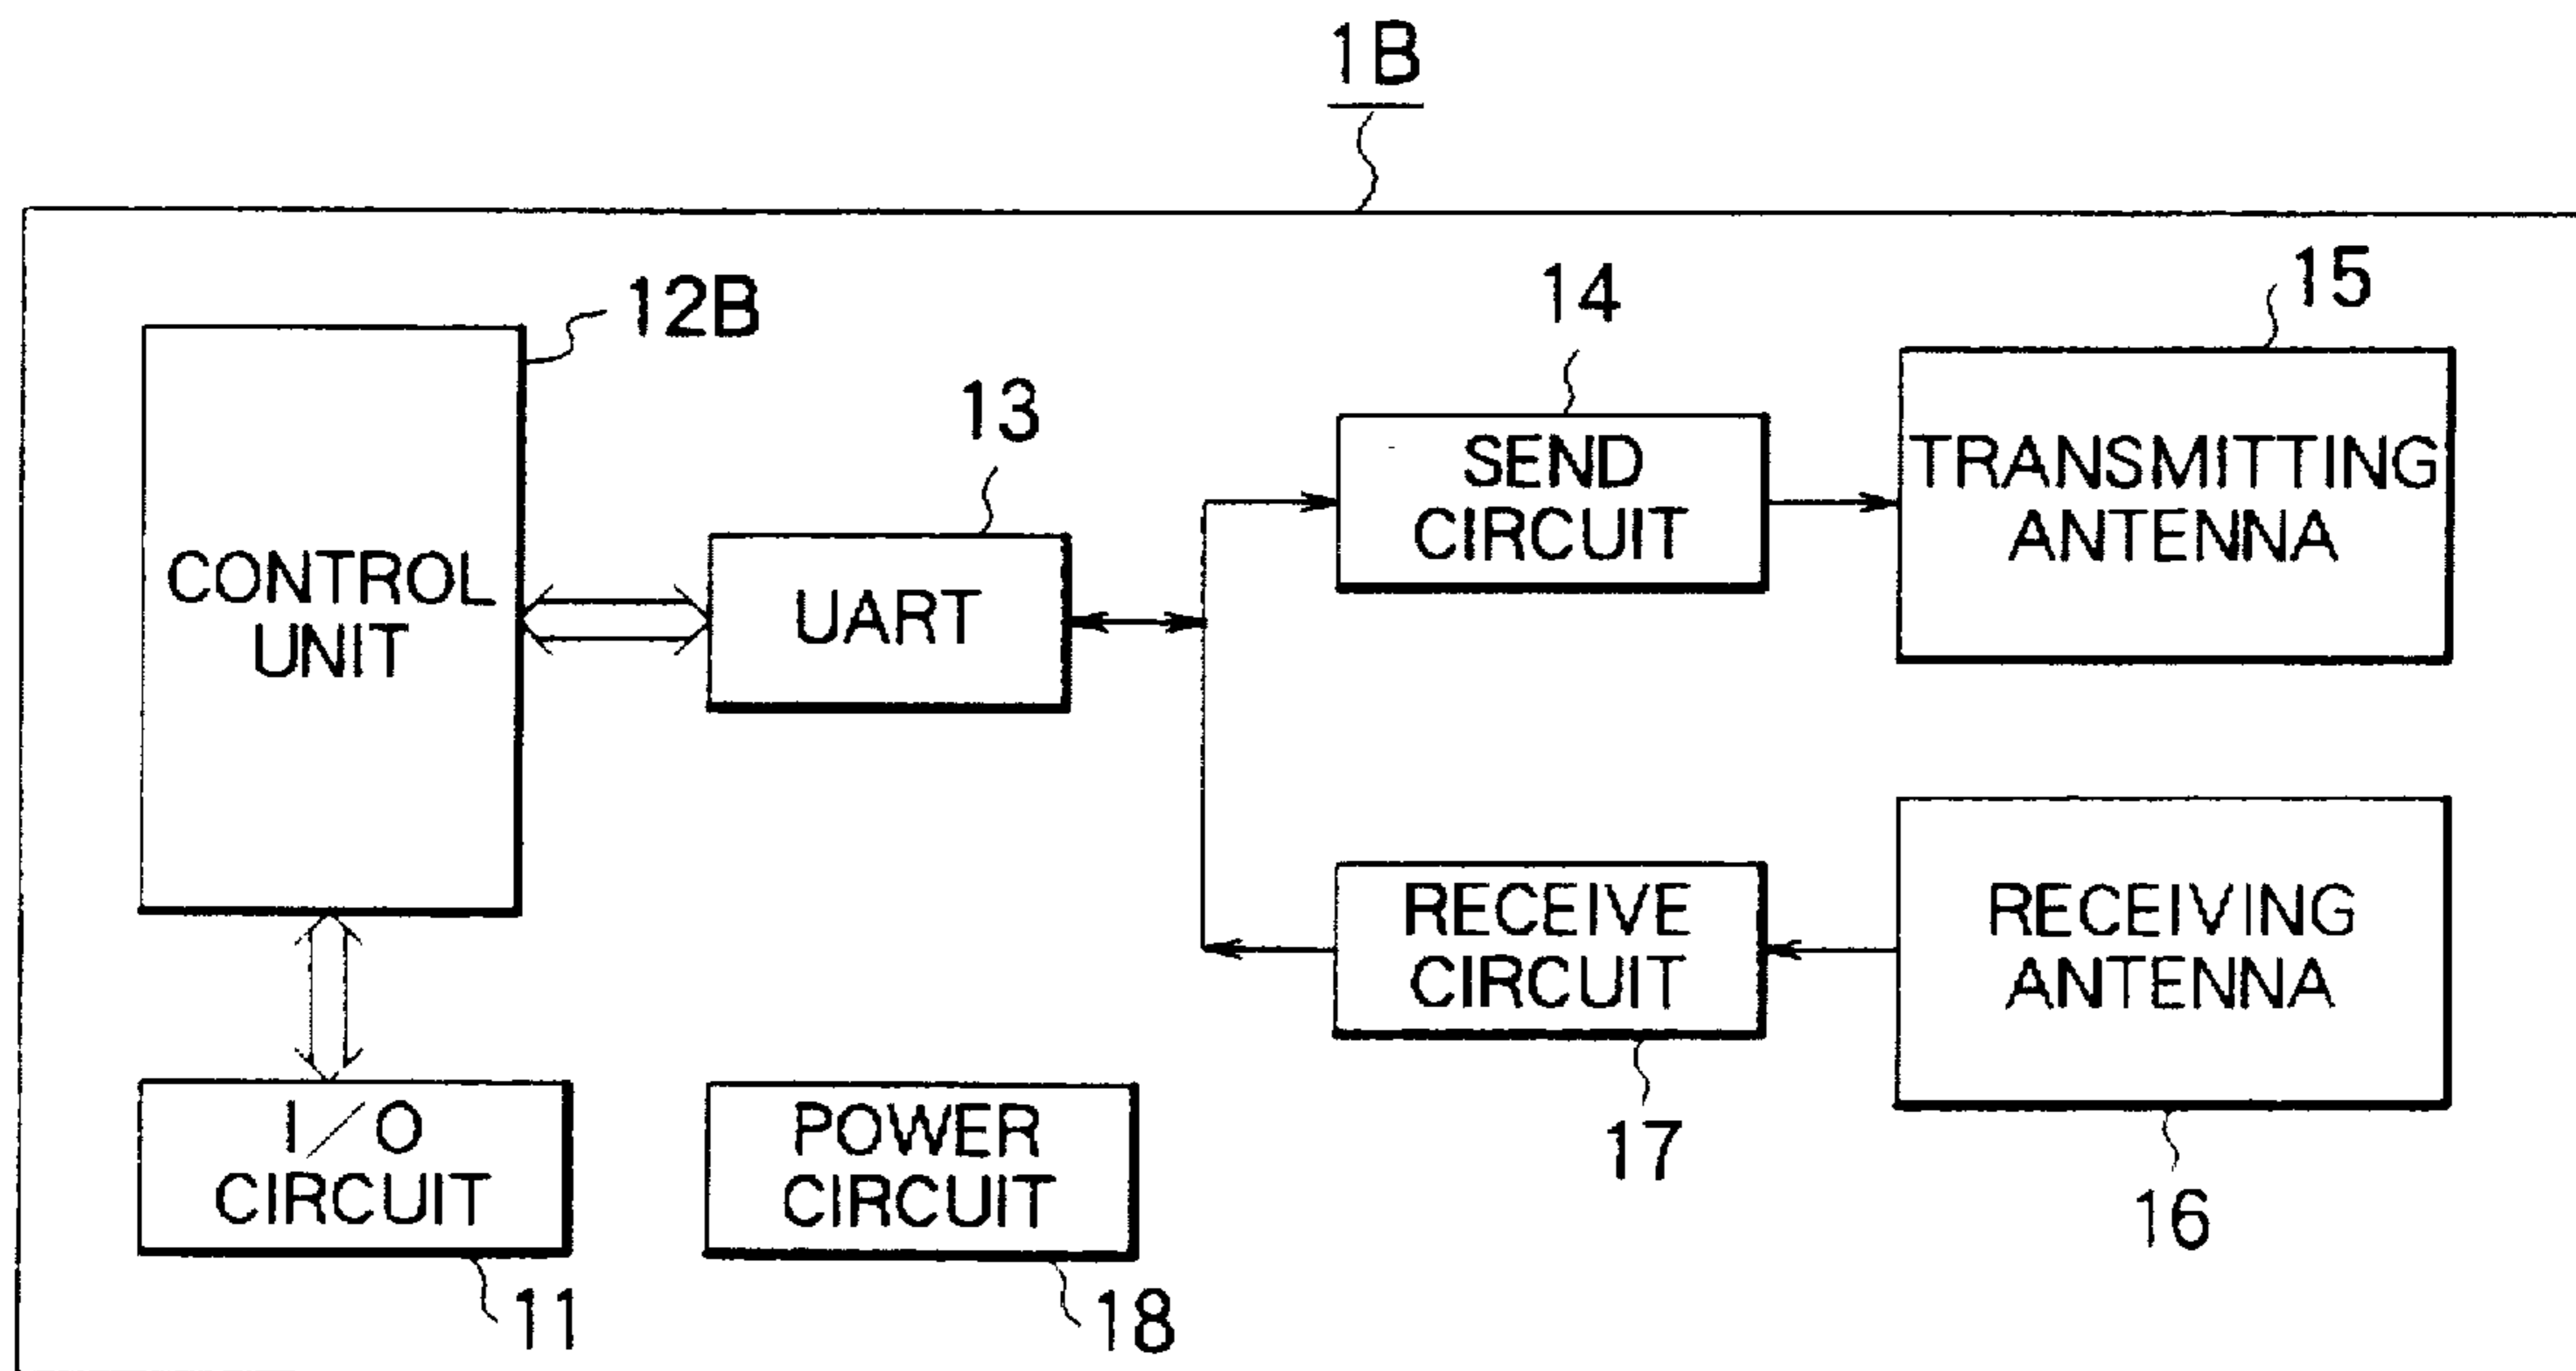 1B
12B
CONTROL
UNIT
13
UART
14
SEND
CIRCUIT
15
TRANSMITTING
ANTENNA
RECEIVE
CIRCUIT
17
RECEIVING
ANTENNA
16
I/O
CIRCUIT
11
POWER
CIRCUIT
18